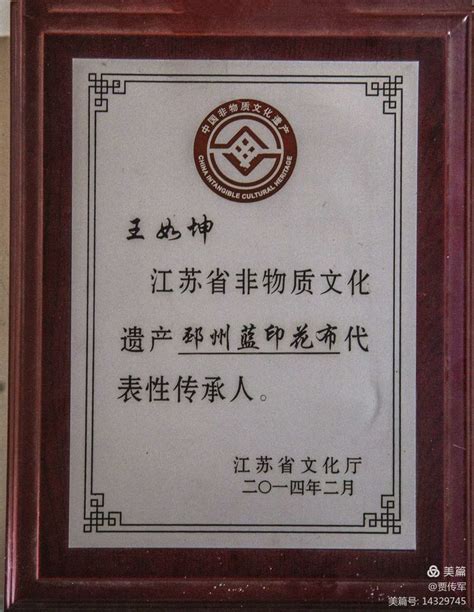 中国非物质文化遗产
CHINA INTANGIBLE CULTURAL HERITAGE
王如坤
江苏省非物质文化
遗产邳州蓝印花布代
表性传承人。
江苏省文化厅
二〇一四年二月
美篇
@贾传军
美篇号: 14329745